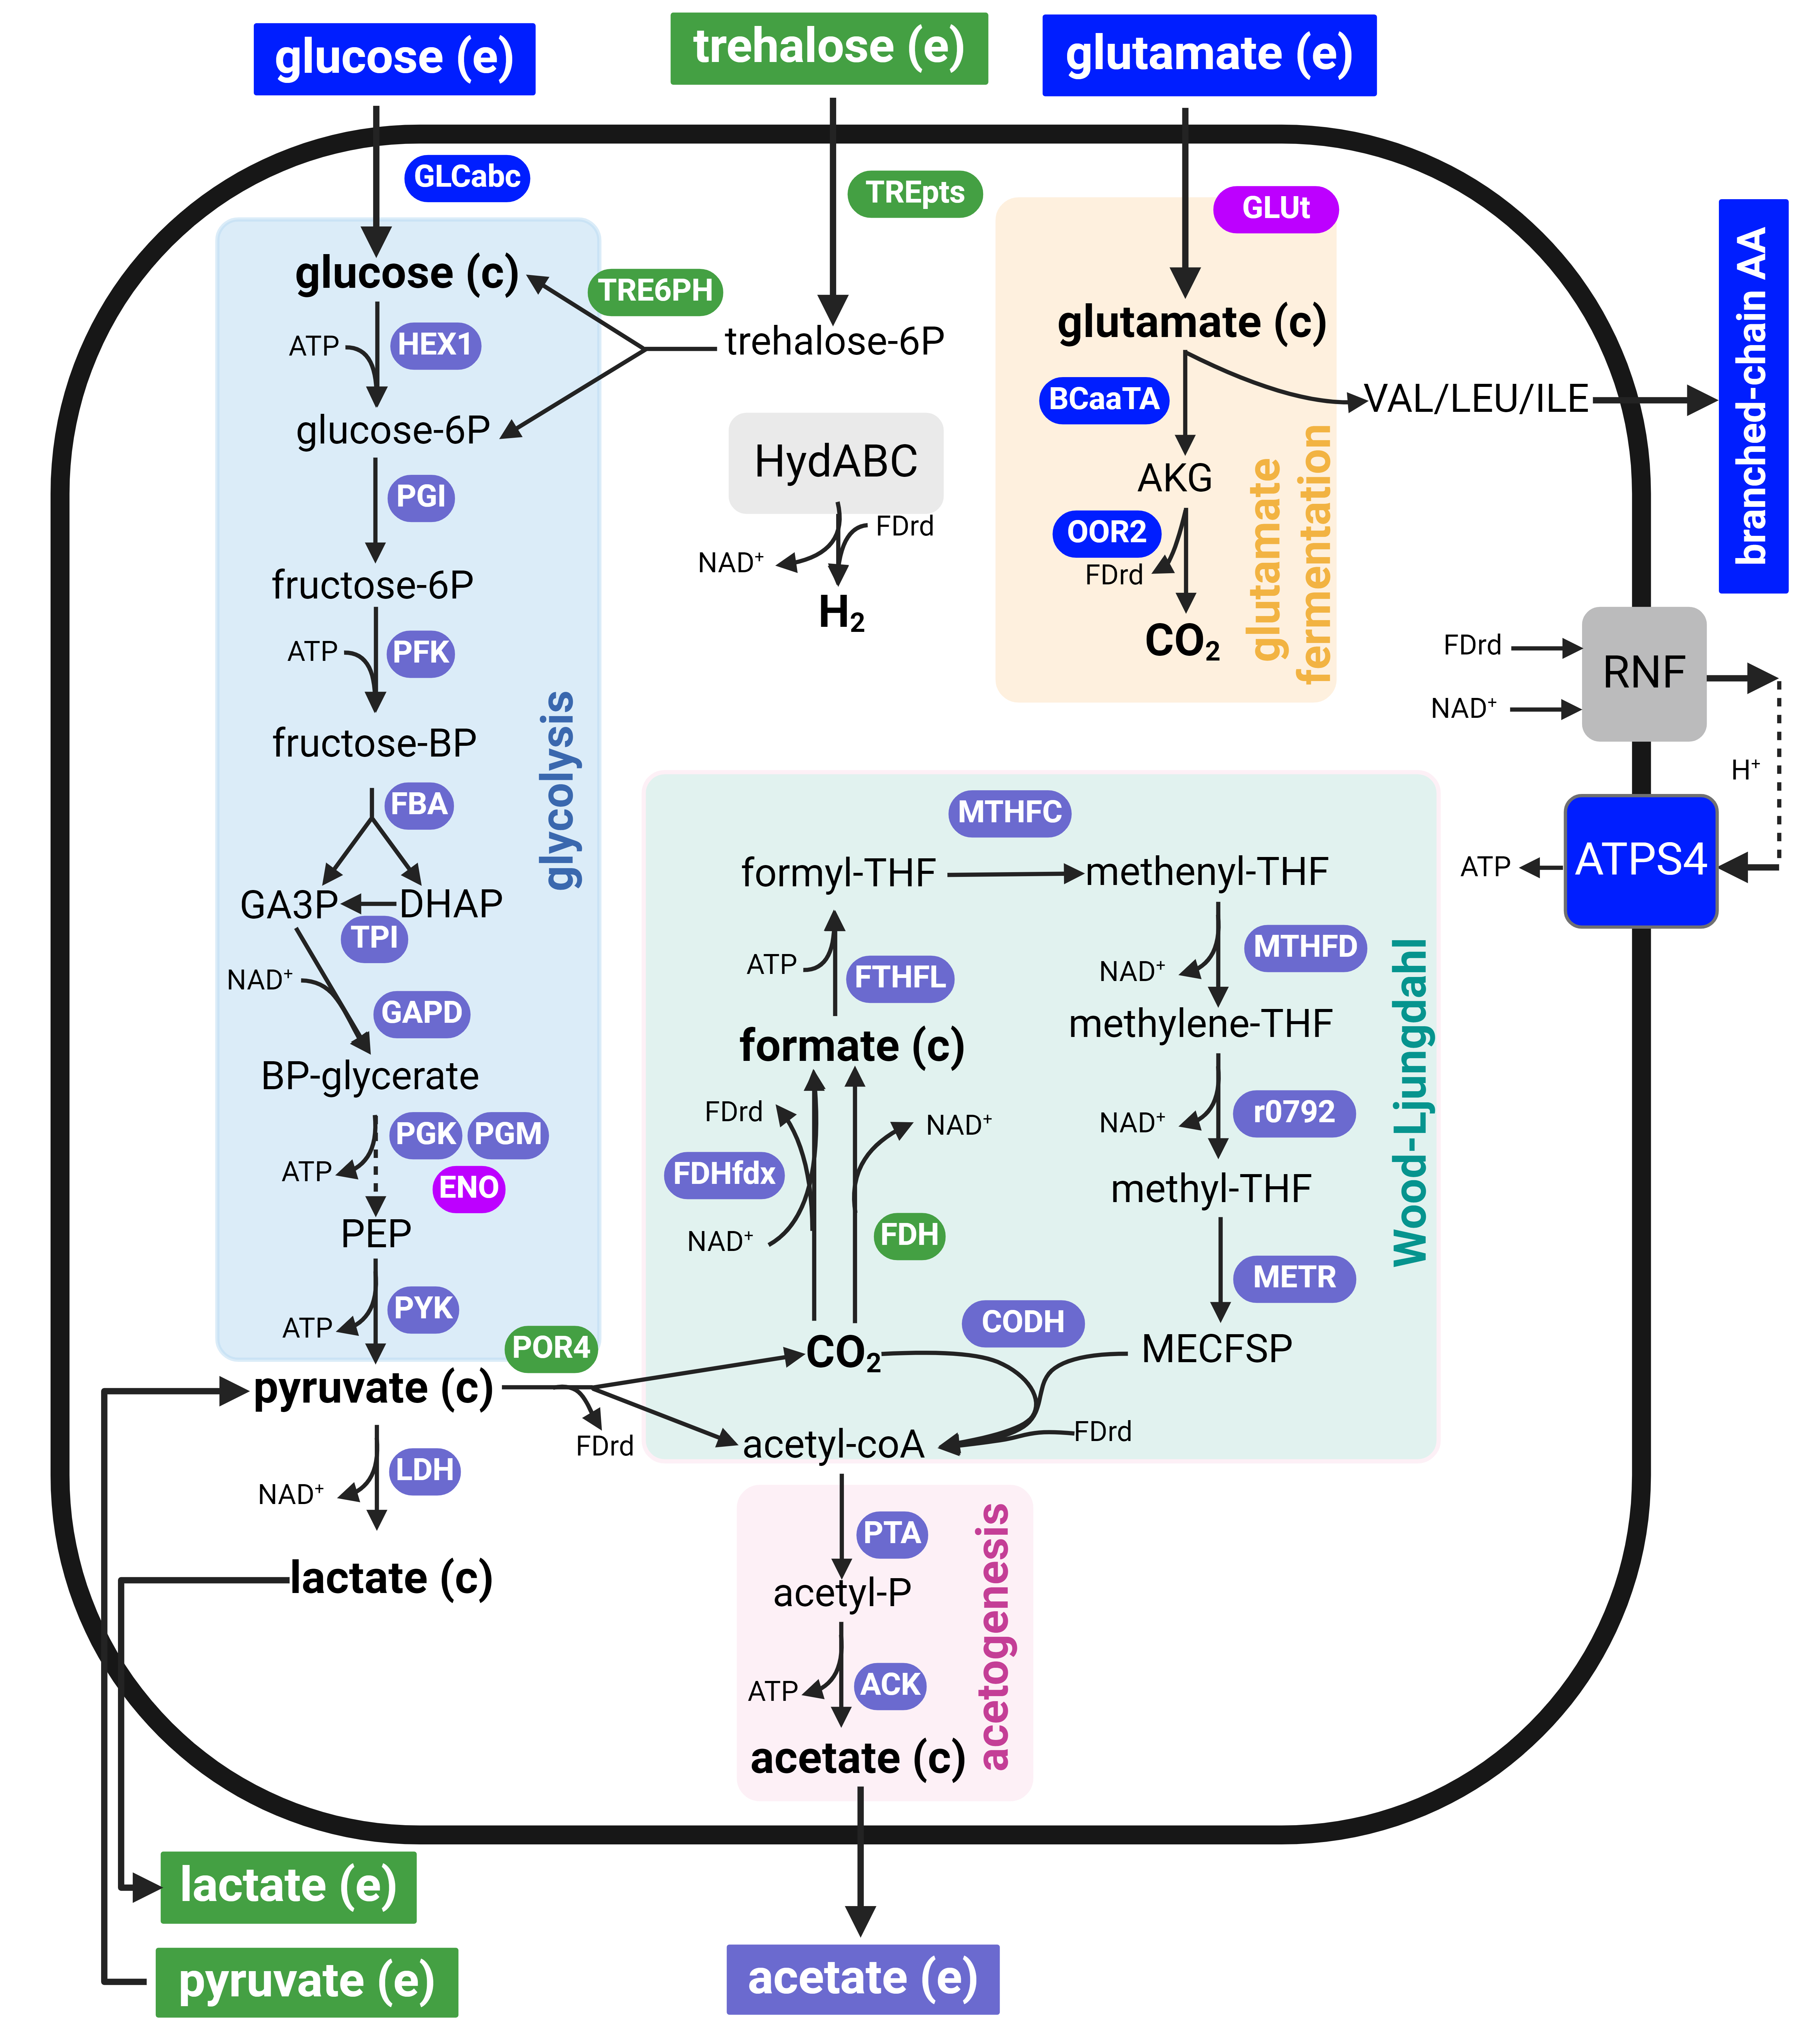 glucose (e)
trehalose (e)
glutamate (e)
GLCabc
TREpts
GLUt
glucose (c)
TRE6PH
trehalose-6P
glutamate (c)
ATP
HEX1
glucose-6P
BCaaTA
VAL/LEU/ILE
branched-chain AA
HydABC
AKG
PGI
FDrd
NAD⁺
H₂
OOR2
FDrd
CO₂
glutamate
fermentation
fructose-6P
ATP
PFK
fructose-BP
glycolysis
FDrd
NAD⁺
RNF
H⁺
ATPS4
ATP
FBA
GA3P
DHAP
TPI
NAD⁺
GAPD
BP-glycerate
PGK
PGM
ENO
ATP
PEP
ATP
PYK
POR4
pyruvate (c)
FDrd
LDH
NAD⁺
lactate (c)
MTHFC
formyl-THF
methenyl-THF
ATP
FTHFL
NAD⁺
MTHFD
formate (c)
methylene-THF
FDrd
NAD⁺
NAD⁺
r0792
FDHfdx
NAD⁺
FDH
methyl-THF
METR
CODH
CO₂
MECFSP
acetyl-coA
FDrd
Wood-Ljungdahl
PTA
acetyl-P
ATP
ACK
acetate (c)
acetogenesis
lactate (e)
pyruvate (e)
acetate (e)